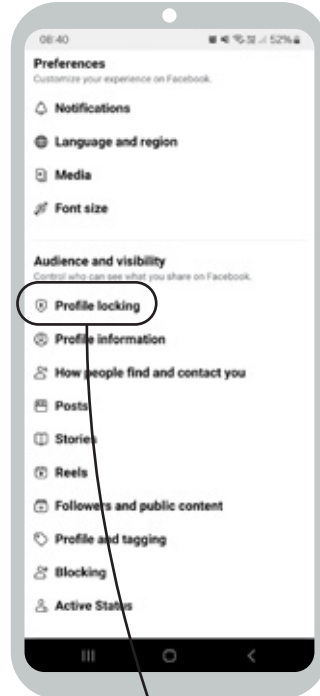 08:40 52%
Preferences
Customize your experience on Facebook.
Notifications
Language and region
Media
Font size
Audience and visibility
Control who can see what you share on Facebook.
Profile locking
Profile information
How people find and contact you
Posts
Stories
Reels
Followers and public content
Profile and tagging
Blocking
Active Status